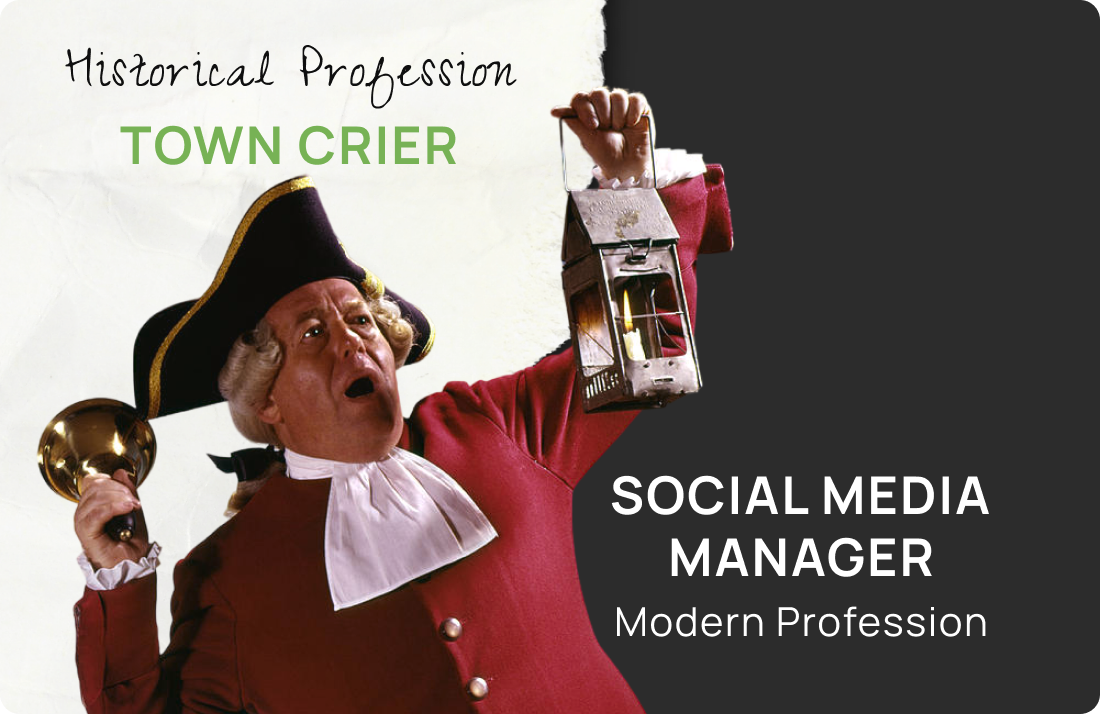 Historical Profession
TOWN CRIER
SOCIAL MEDIA
MANAGER
Modern Profession